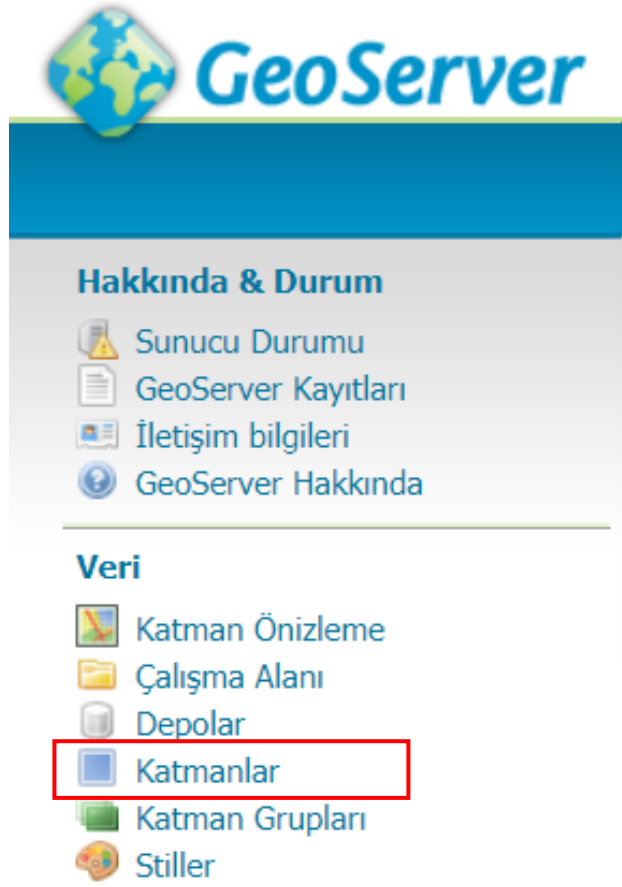 GeoServer
Hakkında & Durum
Sunucu Durumu
GeoServer Kayıtları
İletişim bilgileri
GeoServer Hakkında
Veri
Katman Önizleme
Çalışma Alanı
Depolar
Katmanlar
Katman Grupları
Stiller